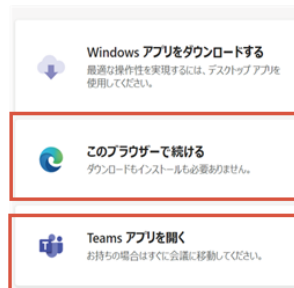 Windows アプリをダウンロードする
最適な操作性を実現するには、デスクトップ アプリを
使用してください。
このブラウザーで続ける
ダウンロードもインストールも必要ありません。
Teams アプリを開く
お持ちの場合はすぐに会議に移動してください。